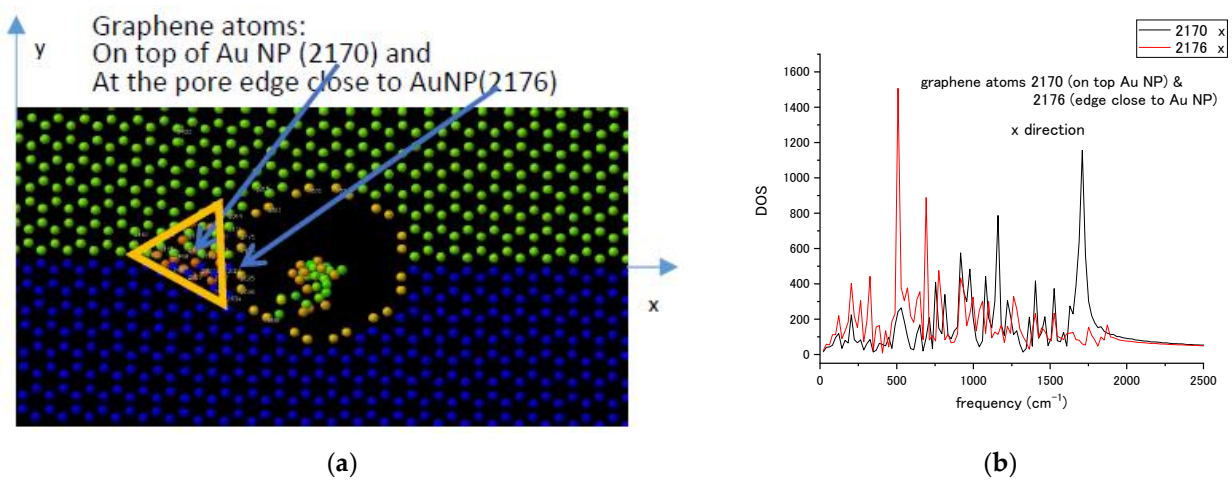 Graphene atoms:
On top of Au NP (2170) and
At the pore edge close to AuNP(2176)
y
x
(a)
2170 x
2176 x
graphene atoms 2170 (on top Au NP) &
2176 (edge close to Au NP)
x direction
1600
1400
1200
1000
800
600
400
200
0
DOS
0 500 1000 1500 2000 2500
frequency (cm⁻¹)
(b)